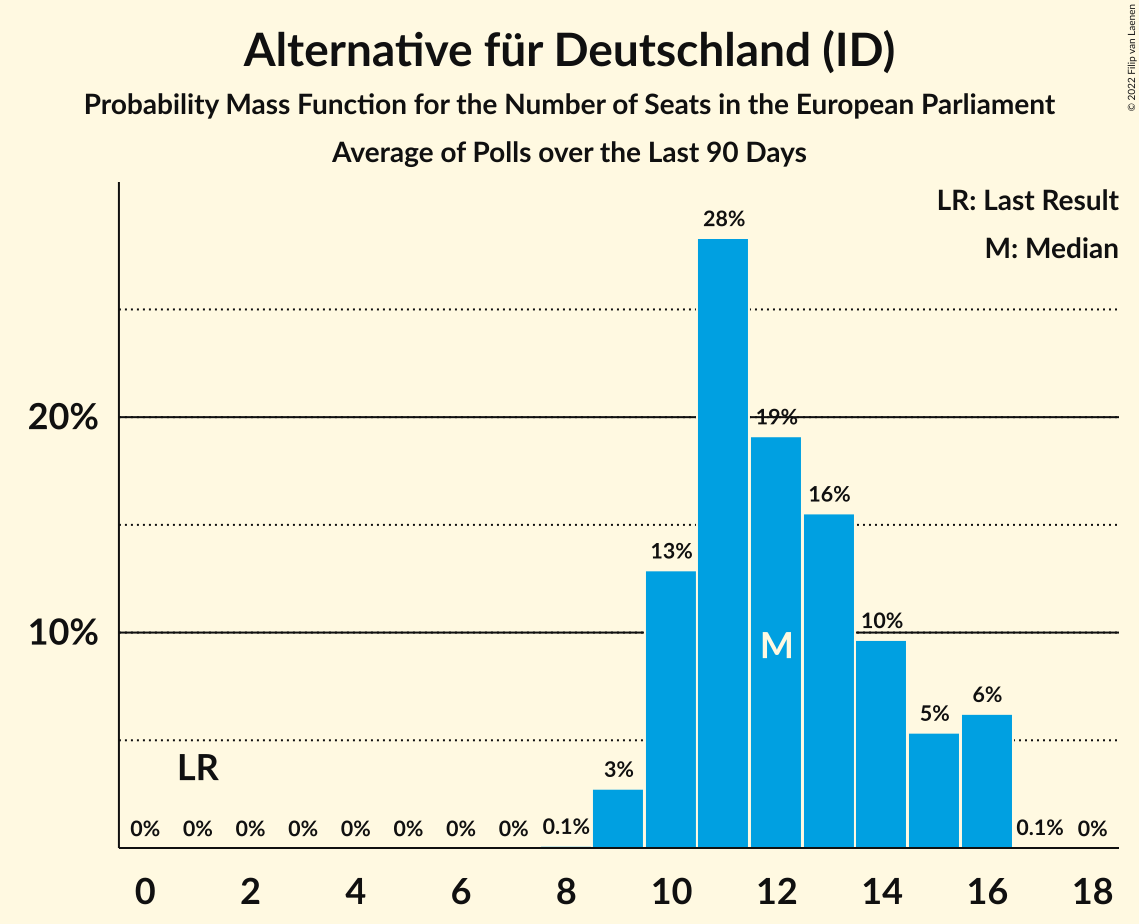 Alternative für Deutschland (ID)
Probability Mass Function for the Number of Seats in the European Parliament
Average of Polls over the Last 90 Days
© 2022 Filip van Laenen
LR: Last Result
M: Median
28%
20%
19%
16%
13%
10%
10%
M
6%
5%
LR
3%
0% 0% 0% 0% 0% 0% 0% 0% 0.1% 0.1% 0%
0 2 4 6 8 10 12 14 16 18